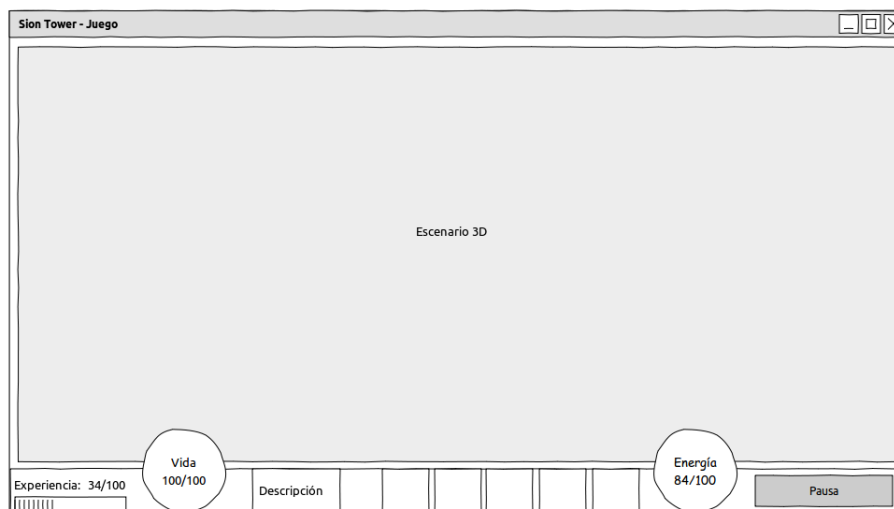 Sion Tower - Juego
Escenario 3D
Vida
100/100
Energía
84/100
Experiencia: 34/100
Descripción
Pausa